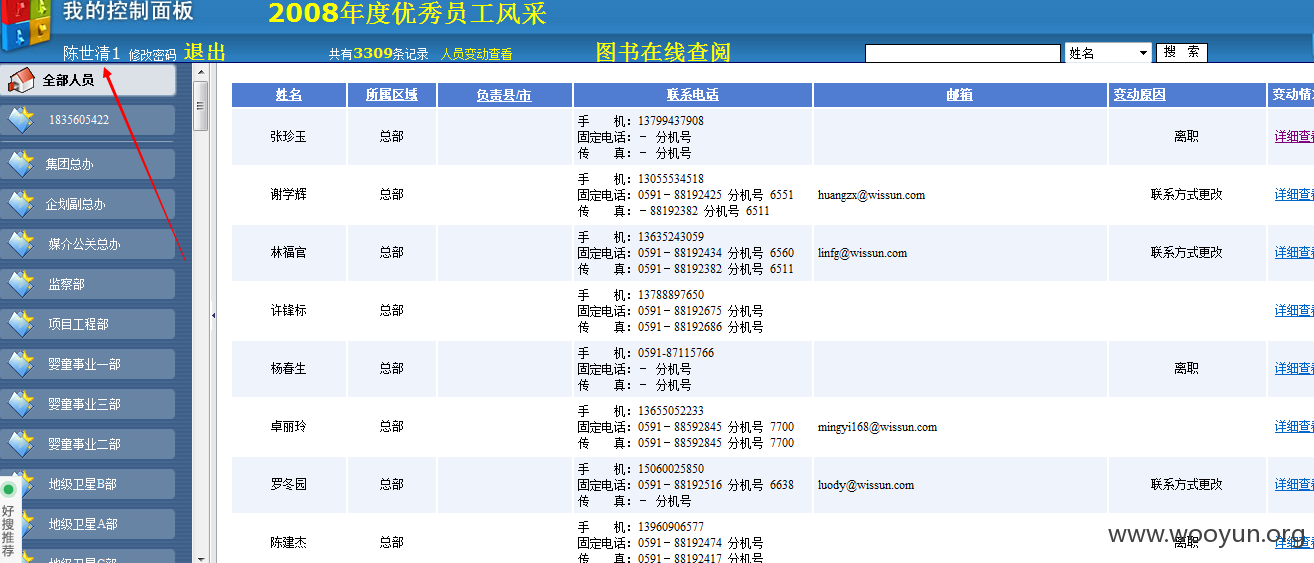 我的控制面板
2008年度优秀员工风采
陈世清1 修改密码 退出 共有3309条记录 人员变动查看 图书在线查阅 姓名 搜 索
全部人员
1835605422
集团总办
企划副总办
媒介公关总办
监察部
项目工程部
婴童事业一部
婴童事业三部
婴童事业二部
地级卫星B部
地级卫星A部
好搜推荐
姓名 所属区域 负责县/市 联系电话 邮箱 变动原因 变动情
张珍玉 总部 离职 详细查
手 机：13799437908
固定电话：－ 分机号
传 真：－ 分机号
谢学辉 总部 huangzx@wissun.com 联系方式更改 详细查
手 机：13055534518
固定电话：0591－88192425 分机号 6551
传 真：－88192382 分机号 6511
林福官 总部 linfg@wissun.com 联系方式更改 详细查
手 机：13635243059
固定电话：0591－88192434 分机号 6560
传 真：0591－88192382 分机号 6511
许锋标 总部 详细查
手 机：13788897650
固定电话：0591－88192675 分机号
传 真：0591－88192686 分机号
杨春生 总部 离职 详细查
手 机：0591-87115766
固定电话：－ 分机号
传 真：－ 分机号
卓丽玲 总部 mingyi168@wissun.com 详细查
手 机：13655052233
固定电话：0591－88592845 分机号 7700
传 真：0591－88592845 分机号 7700
罗冬园 总部 luody@wissun.com 联系方式更改 详细查
手 机：15060025850
固定电话：0591－88192516 分机号 6638
传 真：－ 分机号
陈建杰 总部 离职 详细查
手 机：13960906577
固定电话：0591－88192474 分机号
传 真：0591－88192417 分机号
www.wooyun.org